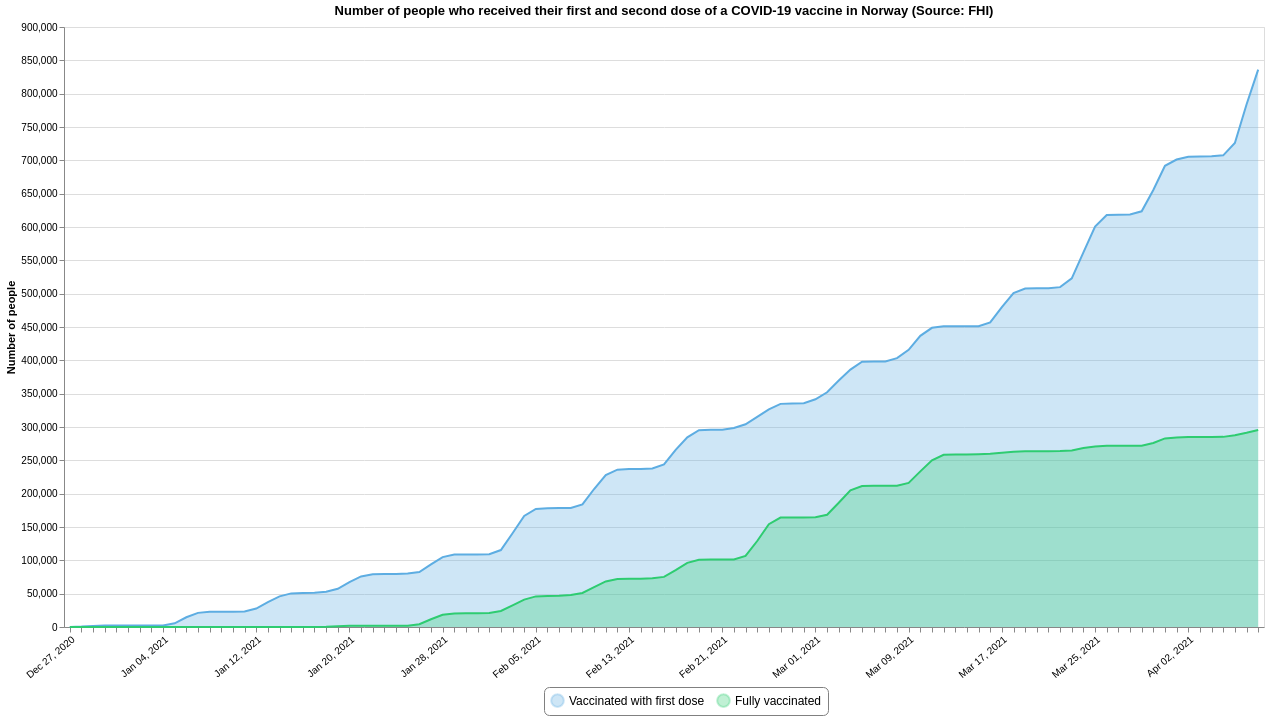 Number of people who received their first and second dose of a COVID-19 vaccine in Norway (Source: FHI)
Number of people
900,000
850,000
800,000
750,000
700,000
650,000
600,000
550,000
500,000
450,000
400,000
350,000
300,000
250,000
200,000
150,000
100,000
50,000
0
Dec 27, 2020
Jan 04, 2021
Jan 12, 2021
Jan 20, 2021
Jan 28, 2021
Feb 05, 2021
Feb 13, 2021
Feb 21, 2021
Mar 01, 2021
Mar 09, 2021
Mar 17, 2021
Mar 25, 2021
Apr 02, 2021
Vaccinated with first dose
Fully vaccinated